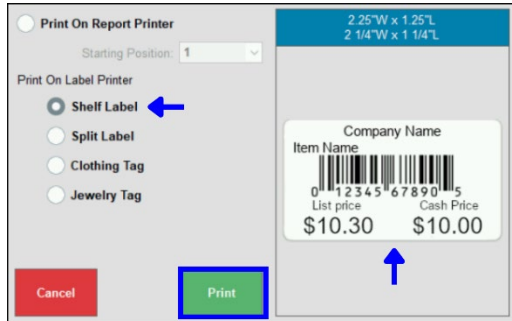 Print On Report Printer
Starting Position: 1
Print On Label Printer
Shelf Label
Split Label
Clothing Tag
Jewelry Tag
Cancel
Print
2.25"W x 1.25"L
2 1/4"W x 1 1/4"L
Company Name
Item Name
0 12345 67890 5
List price Cash Price
$10.30 $10.00